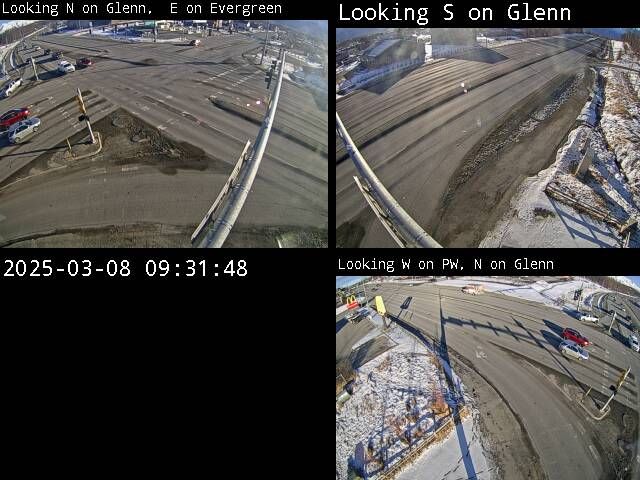 Looking N on Glenn, E on Evergreen
Looking S on Glenn
2025-03-08 09:31:48
Looking W on PW, N on Glenn